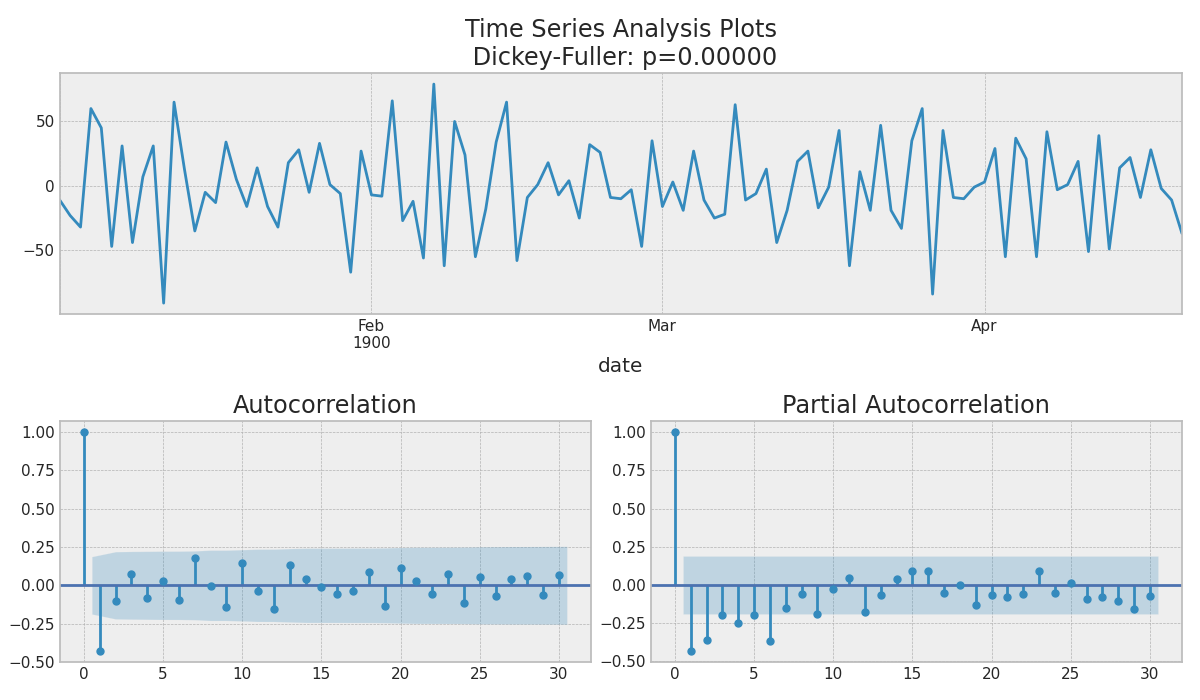 Time Series Analysis Plots
Dickey-Fuller: p=0.00000
50
0
−50
Feb
1900
Mar
Apr
date
Autocorrelation
1.00
0.75
0.50
0.25
0.00
−0.25
−0.50
0 5 10 15 20 25 30
Partial Autocorrelation
1.00
0.75
0.50
0.25
0.00
−0.25
−0.50
0 5 10 15 20 25 30